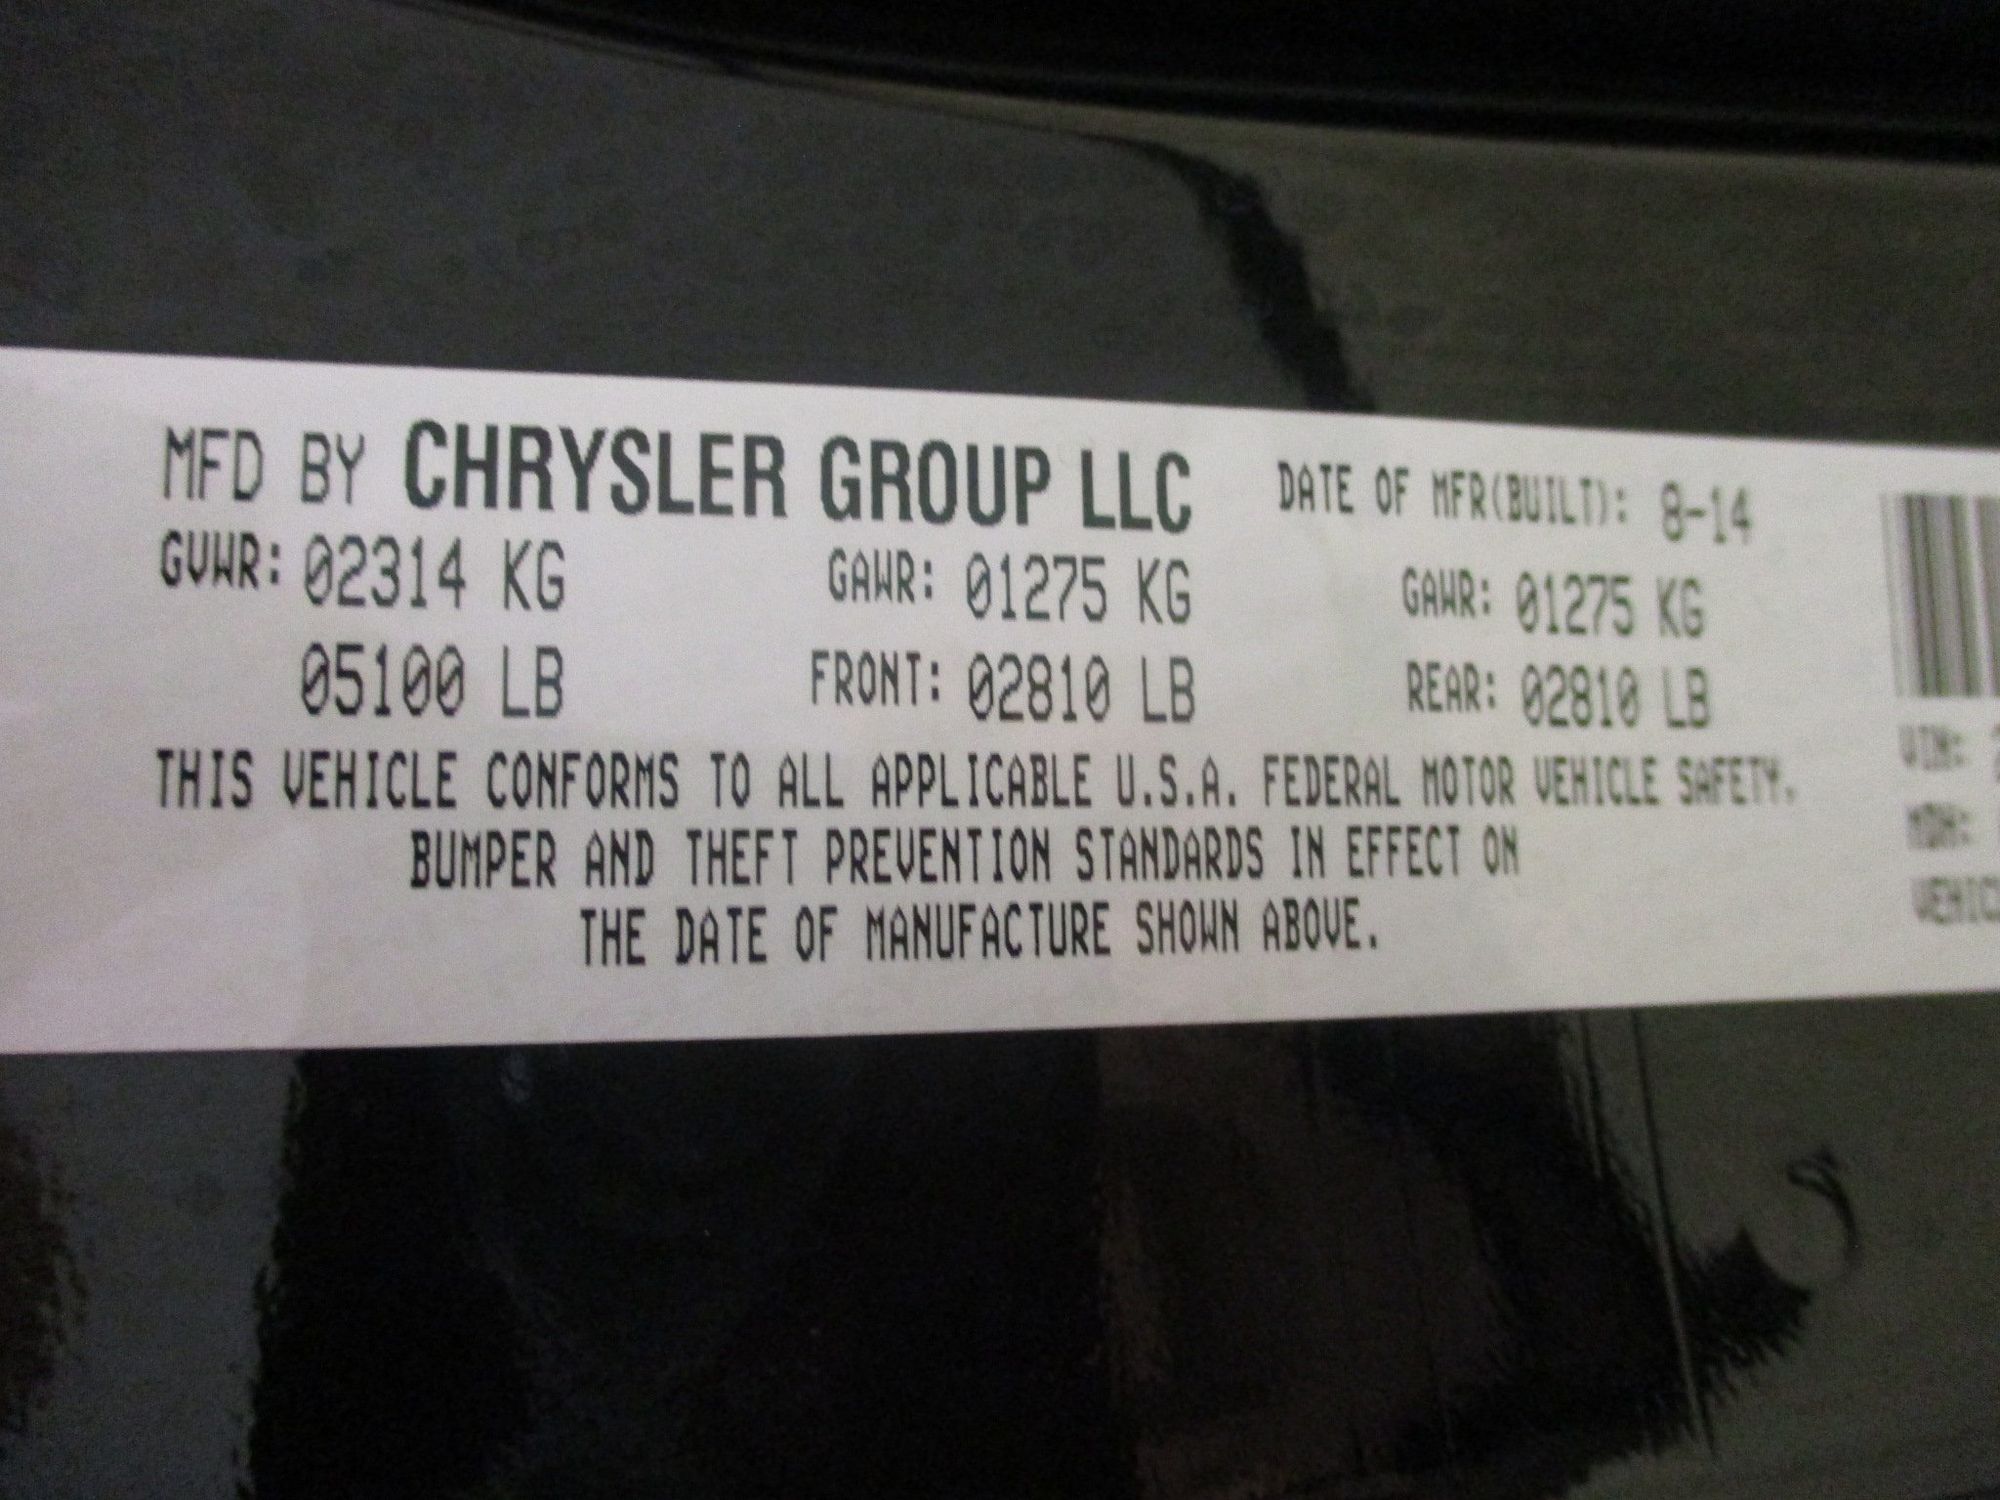 MFD BY CHRYSLER GROUP LLC DATE OF MFR(BUILT): 8-14
GVWR: 02314 KG GAWR: 01275 KG GAWR: 01275 KG
05100 LB FRONT: 02810 LB REAR: 02810 LB
THIS VEHICLE CONFORMS TO ALL APPLICABLE U.S.A. FEDERAL MOTOR VEHICLE SAFETY.
BUMPER AND THEFT PREVENTION STANDARDS IN EFFECT ON
THE DATE OF MANUFACTURE SHOWN ABOVE.
VIN:
MDH: